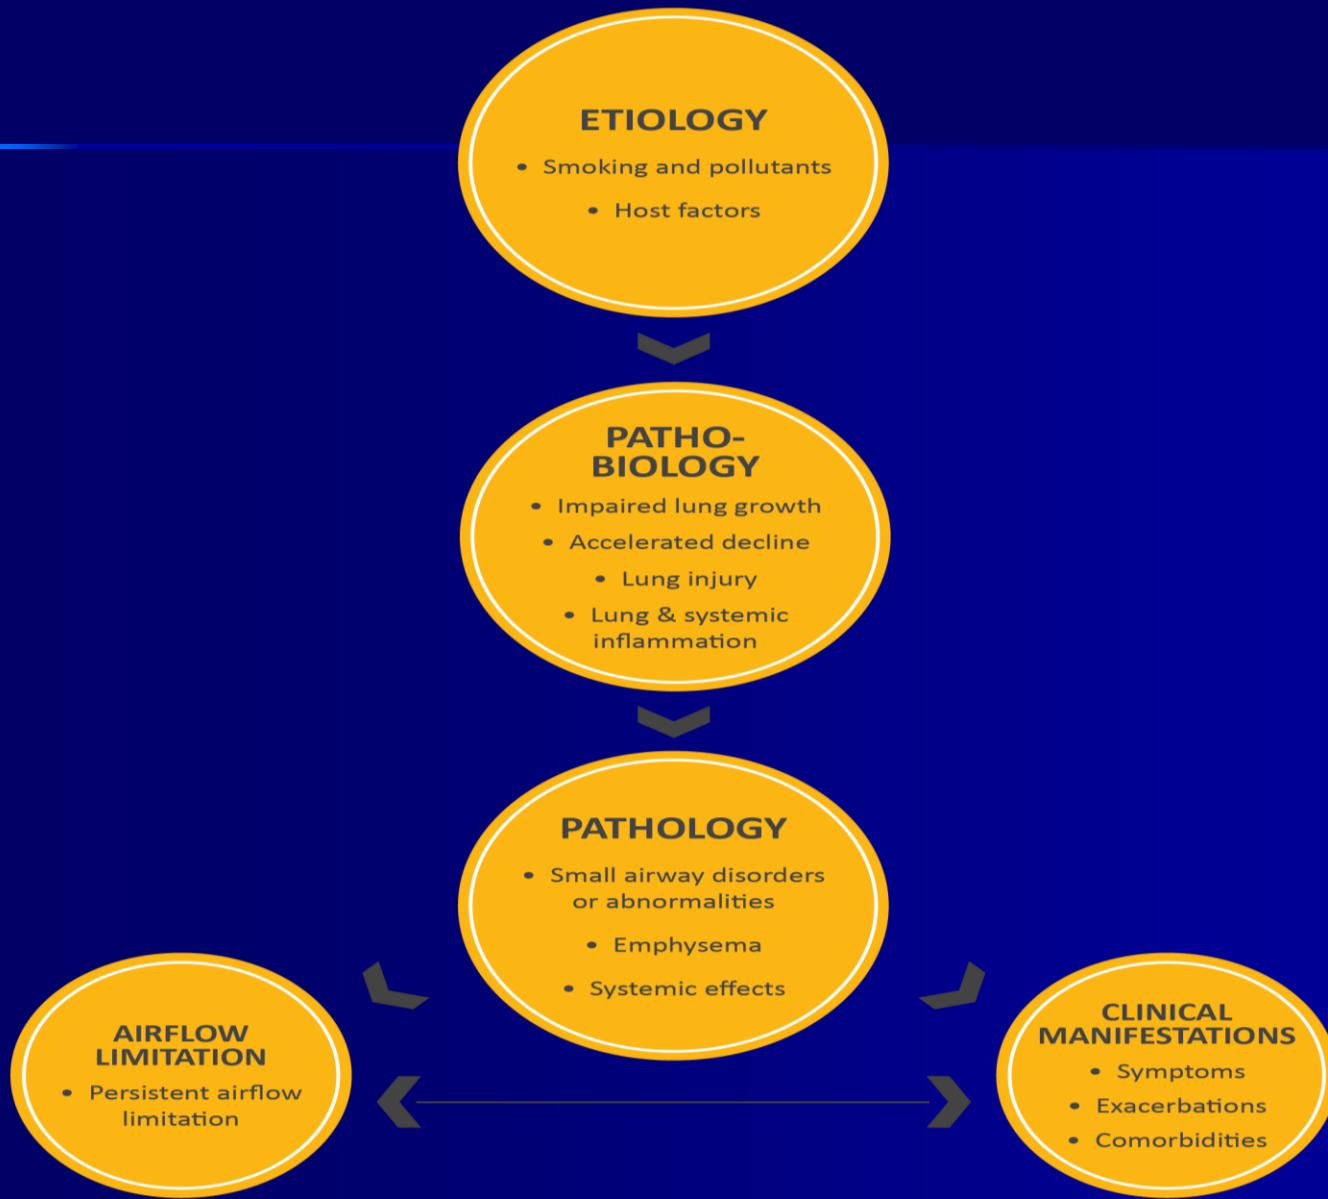 ETIOLOGY
• Smoking and pollutants
• Host factors
PATHO-
BIOLOGY
• Impaired lung growth
• Accelerated decline
• Lung injury
• Lung & systemic
inflammation
PATHOLOGY
• Small airway disorders
or abnormalities
• Emphysema
• Systemic effects
AIRFLOW
LIMITATION
• Persistent airflow
limitation
CLINICAL
MANIFESTATIONS
• Symptoms
• Exacerbations
• Comorbidities